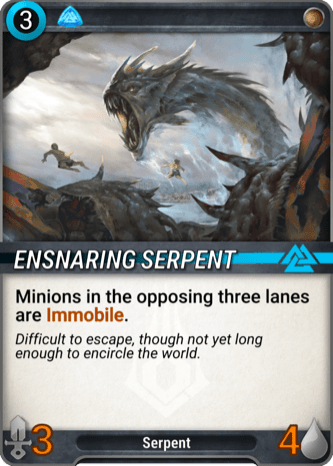 3
ENSNARING SERPENT
Minions in the opposing three lanes
are Immobile.
Difficult to escape, though not yet long
enough to encircle the world.
3
Serpent
4